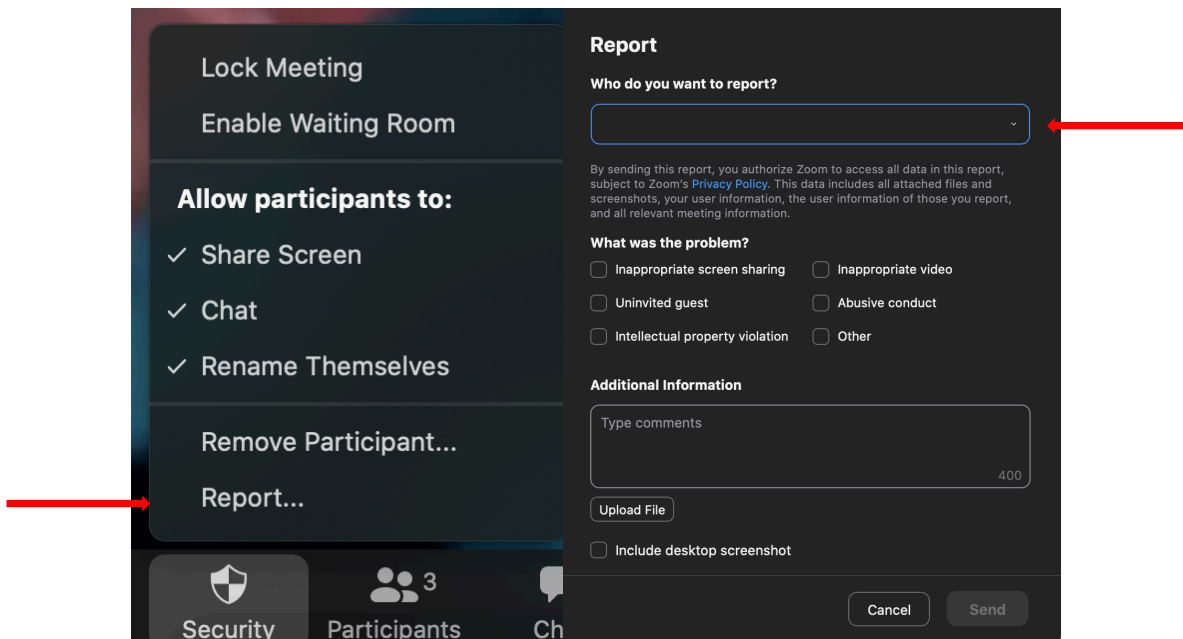 Lock Meeting
Enable Waiting Room
Allow participants to:
Share Screen
Chat
Rename Themselves
Remove Participant...
Report...
3
Security
Participants
Ch
Report
Who do you want to report?
By sending this report, you authorize Zoom to access all data in this report,
subject to Zoom's Privacy Policy. This data includes all attached files and
screenshots, your user information, the user information of those you report,
and all relevant meeting information.
What was the problem?
Inappropriate screen sharing Inappropriate video
Uninvited guest Abusive conduct
Intellectual property violation Other
Additional Information
Type comments
400
Upload File
Include desktop screenshot
Cancel Send